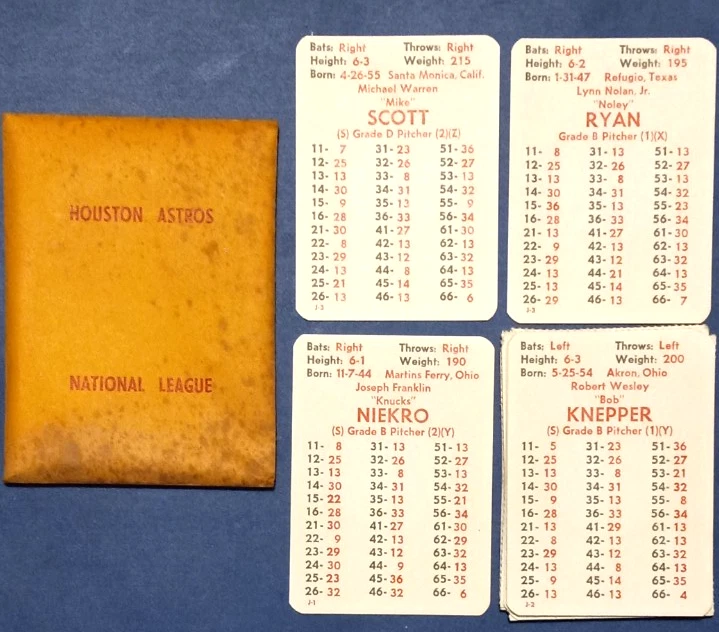 HOUSTON ASTROS
NATIONAL LEAGUE
Bats: Right Throws: Right
Height: 6-3 Weight: 215
Born: 4-26-55 Santa Monica, Calif.
Michael Warren
"Mike"
SCOTT
(S) Grade D Pitcher (2)(Z)
11- 7 31- 23 51- 36
12- 25 32- 26 52- 27
13- 13 33- 8 53- 13
14- 30 34- 31 54- 32
15- 9 35- 13 55- 9
16- 28 36- 33 56- 34
21- 30 41- 27 61- 30
22- 8 42- 13 62- 13
23- 29 43- 12 63- 32
24- 13 44- 8 64- 13
25- 21 45- 14 65- 35
26- 13 46- 13 66- 6
J-3
Bats: Right Throws: Right
Height: 6-2 Weight: 195
Born: 1-31-47 Refugio, Texas
Lynn Nolan, Jr.
"Noley"
RYAN
Grade B Pitcher (1)(X)
11- 8 31- 13 51- 13
12- 25 32- 26 52- 27
13- 13 33- 8 53- 13
14- 30 34- 31 54- 32
15- 36 35- 13 55- 23
16- 28 36- 33 56- 34
21- 13 41- 27 61- 30
22- 9 42- 13 62- 13
23- 29 43- 12 63- 32
24- 13 44- 21 64- 13
25- 13 45- 14 65- 35
26- 29 46- 13 66- 7
J-3
Bats: Right Throws: Right
Height: 6-1 Weight: 190
Born: 11-7-44 Martins Ferry, Ohio
Joseph Franklin
"Knucks"
NIEKRO
(S) Grade B Pitcher (2)(Y)
11- 8 31- 13 51- 13
12- 25 32- 26 52- 27
13- 13 33- 8 53- 13
14- 30 34- 31 54- 32
15- 22 35- 13 55- 21
16- 28 36- 33 56- 34
21- 30 41- 27 61- 30
22- 9 42- 13 62- 29
23- 29 43- 12 63- 32
24- 30 44- 9 64- 13
25- 23 45- 36 65- 35
26- 32 46- 32 66- 6
J-1
Bats: Left Throws: Left
Height: 6-3 Weight: 200
Born: 5-25-54 Akron, Ohio
Robert Wesley
"Bob"
KNEPPER
(S) Grade B Pitcher (1)(Y)
11- 5 31- 23 51- 36
12- 25 32- 26 52- 27
13- 13 33- 8 53- 21
14- 30 34- 31 54- 32
15- 9 35- 13 55- 8
16- 28 36- 33 56- 34
21- 13 41- 29 61- 13
22- 8 42- 13 62- 13
23- 29 43- 12 63- 32
24- 13 44- 8 64- 13
25- 9 45- 14 65- 35
26- 13 46- 13 66- 4
J-2